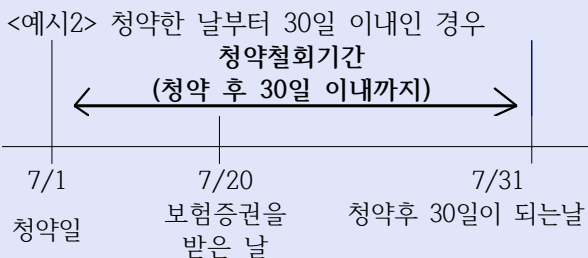 <예시2> 청약한 날부터 30일 이내인 경우
청약철회기간
(청약 후 30일 이내까지)
7/1
7/20
7/31
청약일
보험증권을
받은 날
청약후 30일이 되는날